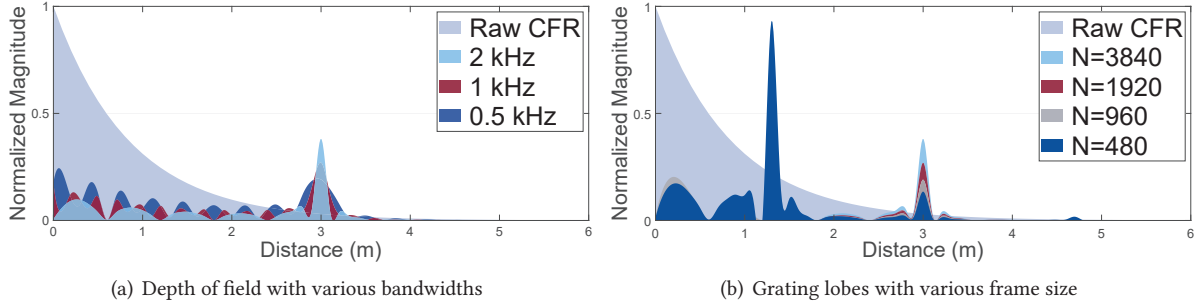 1
0.5
0
Normalized Magnitude
Raw CFR
2 kHz
1 kHz
0.5 kHz
0 1 2 3 4 5 6
Distance (m)
(a) Depth of field with various bandwidths
1
0.5
0
Normalized Magnitude
Raw CFR
N=3840
N=1920
N=960
N=480
0 1 2 3 4 5 6
Distance (m)
(b) Grating lobes with various frame size